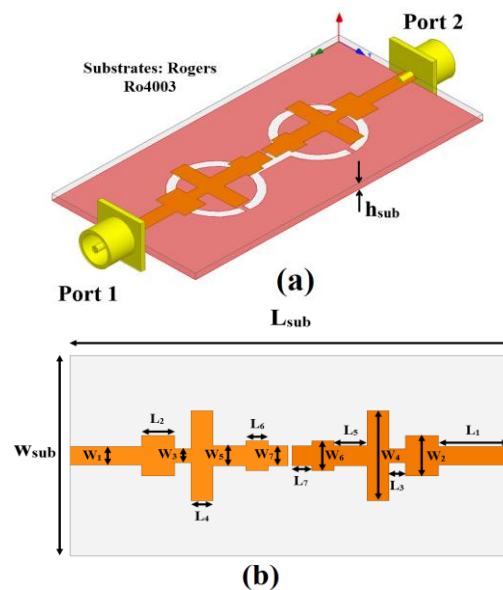 Port 2
Substrates: Rogers
Ro4003
hsub
Port 1
(a)
Lsub
wsub
L2
L6
L5
L1
W1
W3
W5
W7
W6
W4
W2
L7
L3
L4
(b)